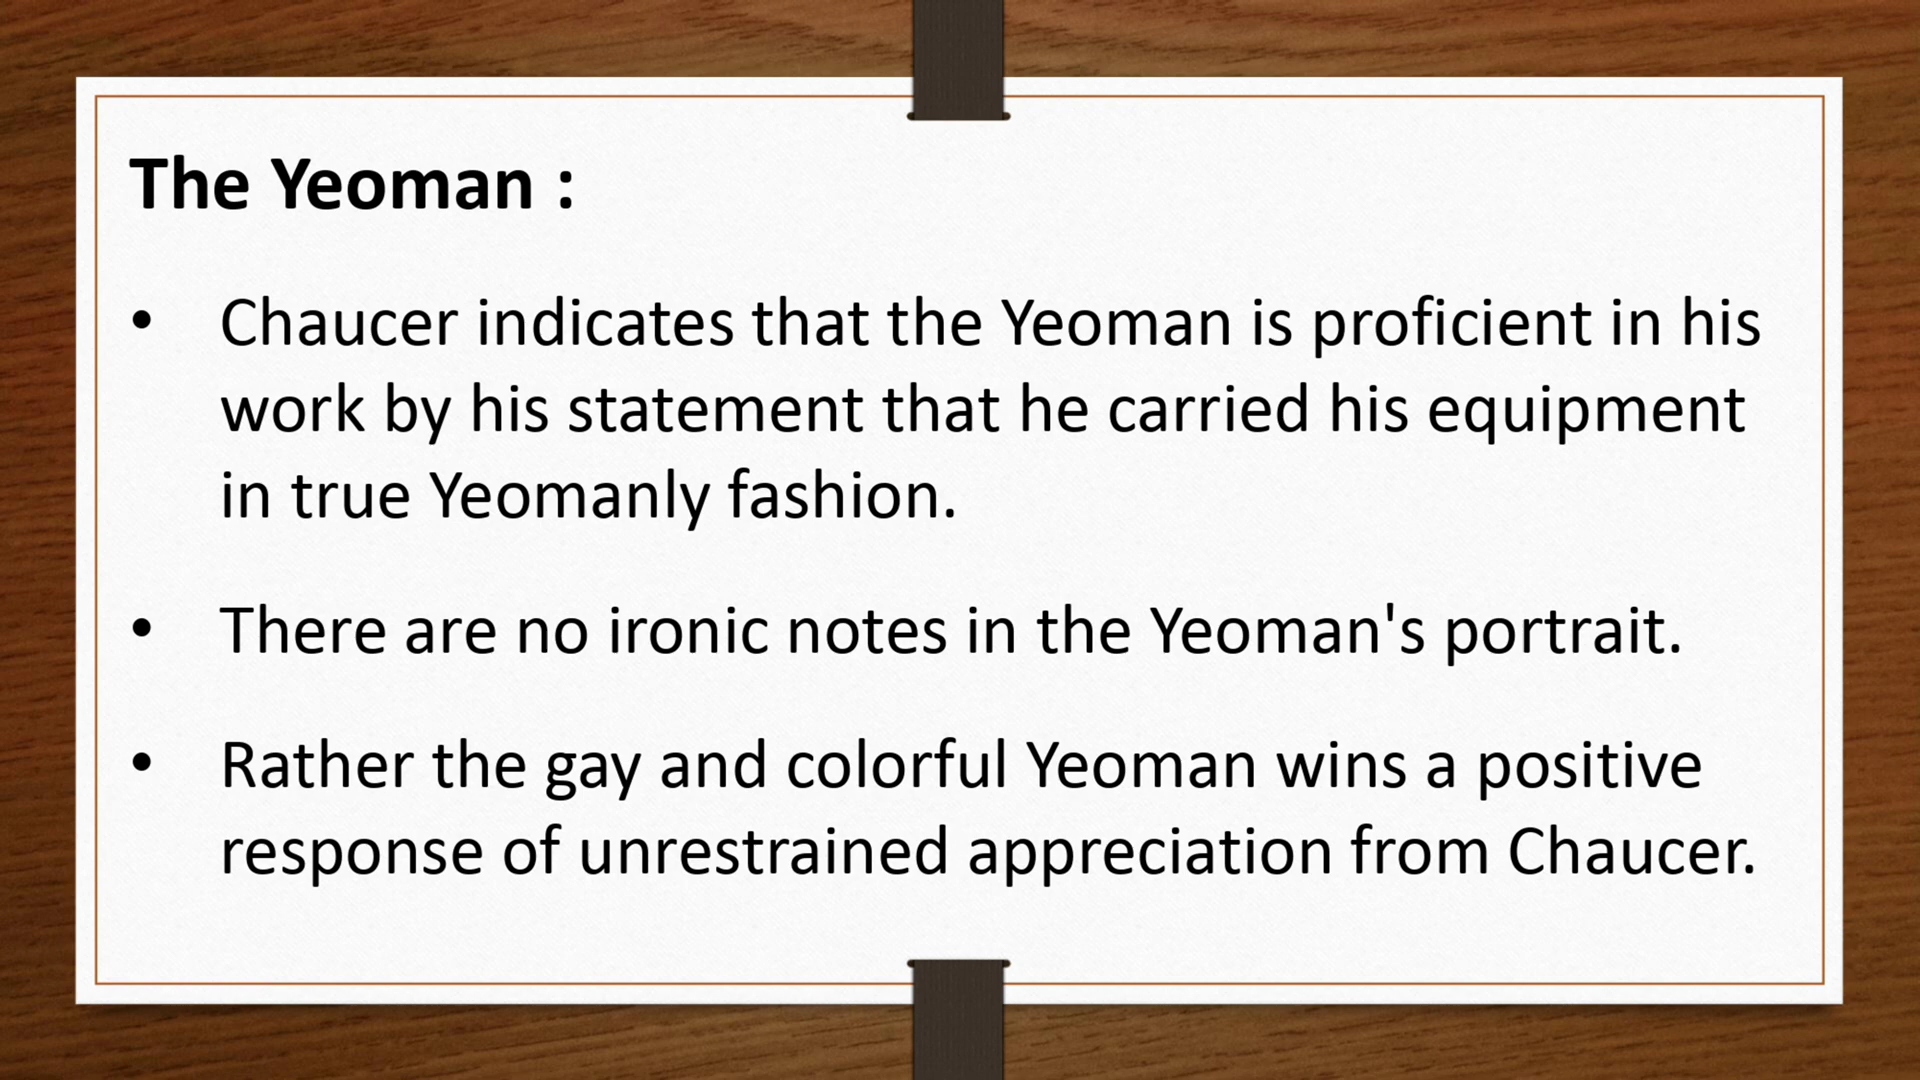 The Yeoman :
• Chaucer indicates that the Yeoman is proficient in his
work by his statement that he carried his equipment
in true Yeomanly fashion.
• There are no ironic notes in the Yeoman's portrait.
• Rather the gay and colorful Yeoman wins a positive
response of unrestrained appreciation from Chaucer.